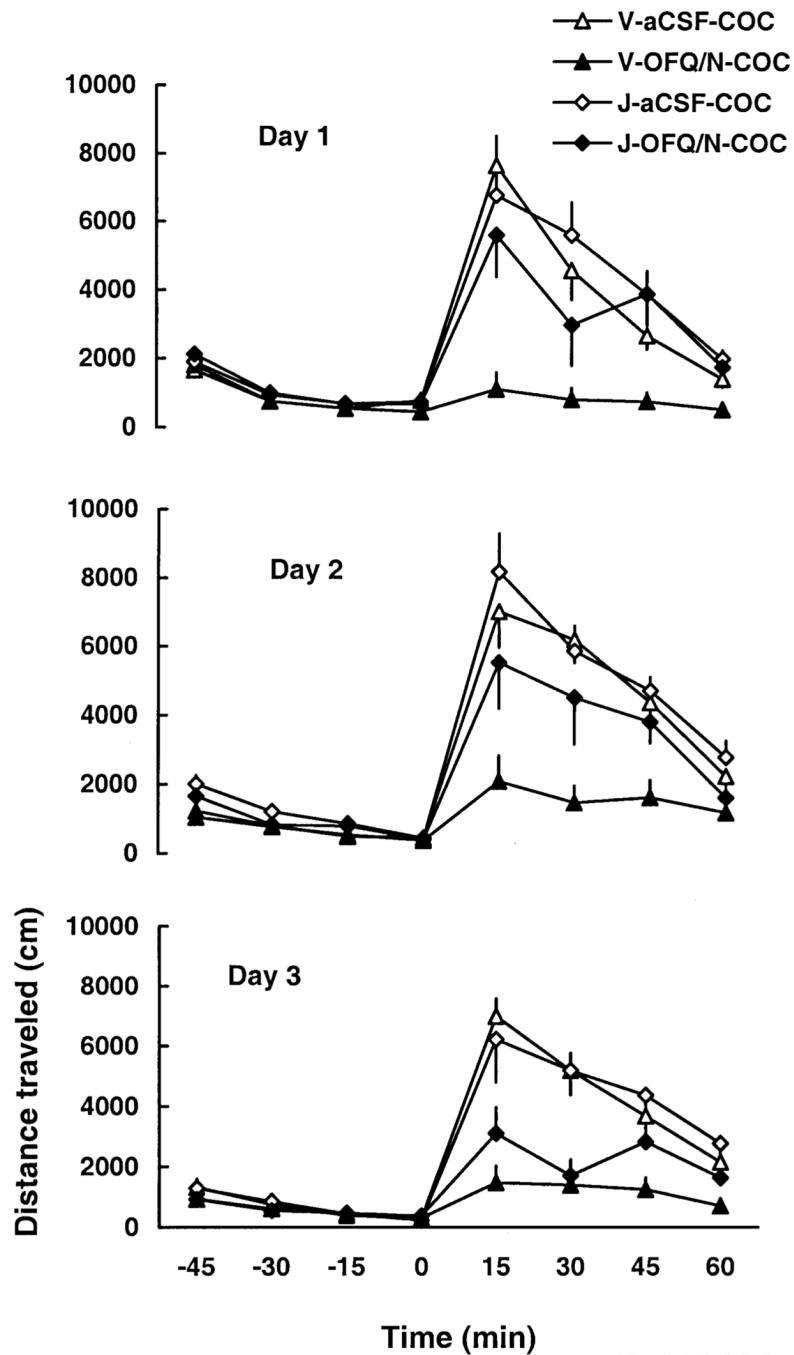 V-aCSF-COC
V-OFQ/N-COC
J-aCSF-COC
J-OFQ/N-COC
Day 1
10000
8000
6000
4000
2000
0
Day 2
10000
8000
6000
4000
2000
0
Day 3
10000
8000
6000
4000
2000
0
Distance traveled (cm)
-45 -30 -15 0 15 30 45 60
Time (min)